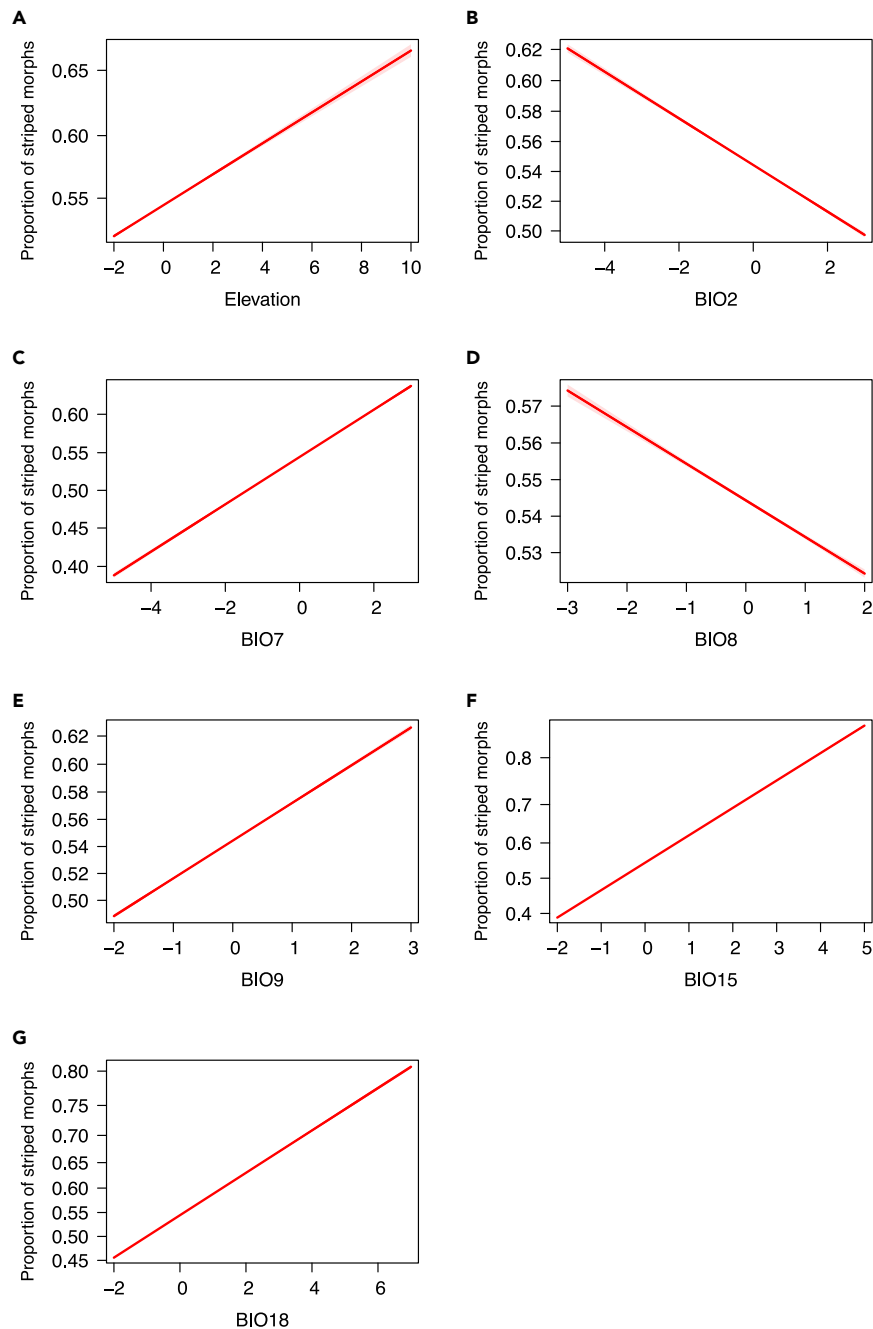 A
Proportion of striped morphs
0.65
0.60
0.55
−2 0 2 4 6 8 10
Elevation
B
Proportion of striped morphs
0.62
0.60
0.58
0.56
0.54
0.52
0.50
−4 −2 0 2
BIO2
C
Proportion of striped morphs
0.60
0.55
0.50
0.45
0.40
−4 −2 0 2
BIO7
D
Proportion of striped morphs
0.57
0.56
0.55
0.54
0.53
−3 −2 −1 0 1 2
BIO8
E
Proportion of striped morphs
0.62
0.60
0.58
0.56
0.54
0.52
0.50
−2 −1 0 1 2 3
BIO9
F
Proportion of striped morphs
0.8
0.7
0.6
0.5
0.4
−2 −1 0 1 2 3 4 5
BIO15
G
Proportion of striped morphs
0.80
0.75
0.70
0.65
0.60
0.55
0.50
0.45
−2 0 2 4 6
BIO18